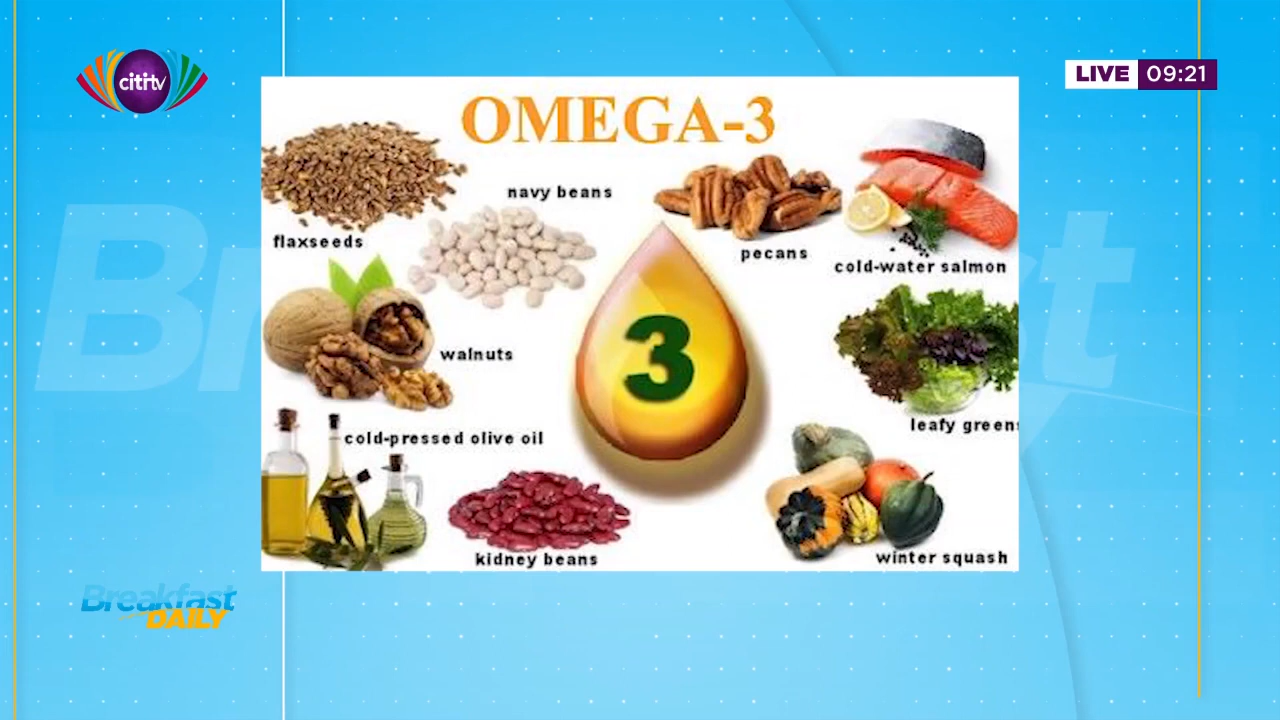 citi tv
LIVE 09:21
OMEGA-3
navy beans
flaxseeds
pecans
cold-water salmon
walnuts
3
leafy greens
cold-pressed olive oil
kidney beans
winter squash
Breakfast
DAILY